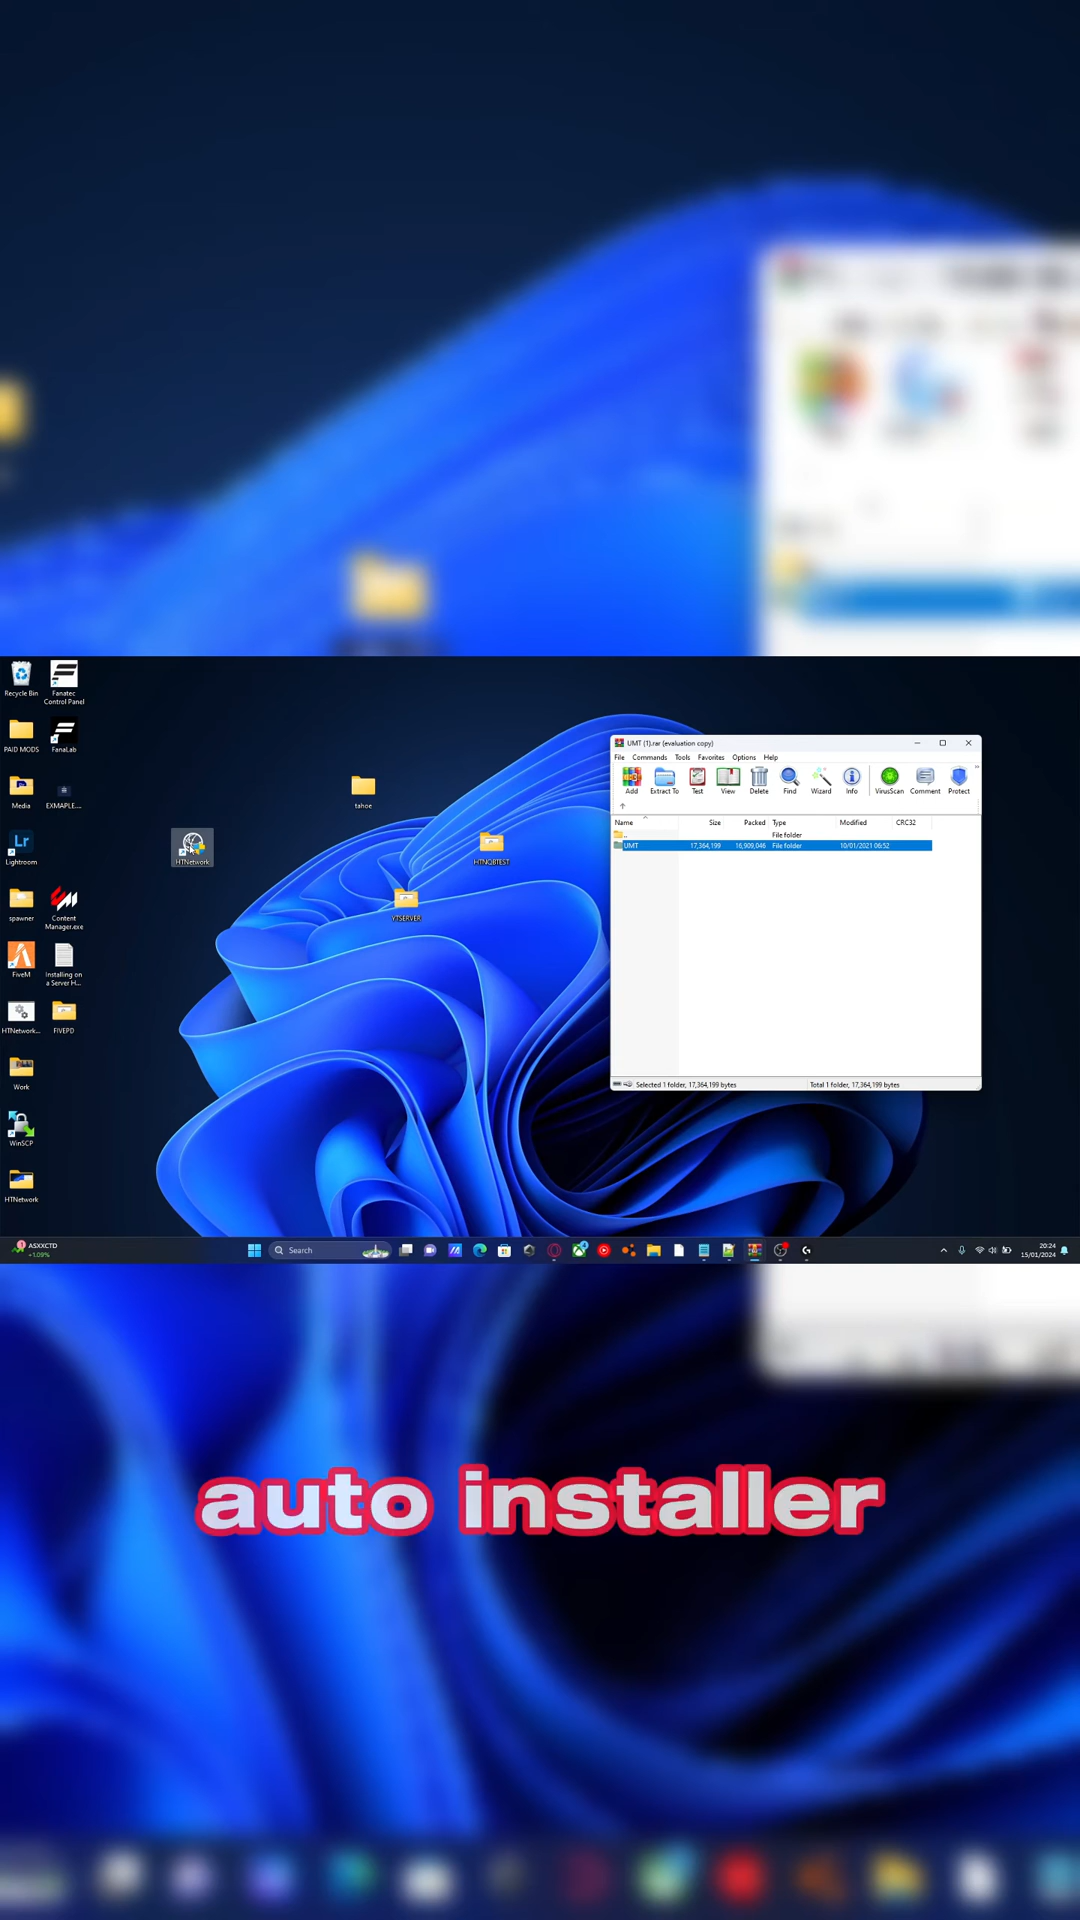 Recycle Bin
Fanatec
Control Panel
PAID MODS
FanaLab
Media
EXMAPLE....
Lightroom
spawner
Content
Manager.exe
FiveM
Installing on
a Server H...
HTNetwork...
FIVEPD
Work
WinSCP
HTNetwork
HTNetwork
tahoe
HTNQBTEST
YTSERVER
UMT (1).rar (evaluation copy)
File Commands Tools Favorites Options Help
Add Extract To Test View Delete Find Wizard Info VirusScan Comment Protect
Name Size Packed Type Modified CRC32
.. File folder
UMT 17,364,199 16,909,046 File folder 10/01/2021 06:52
Selected 1 folder, 17,364,199 bytes
Total 1 folder, 17,364,199 bytes
ASXXCTD
+1.09%
Search
20:24
15/01/2024
auto installer